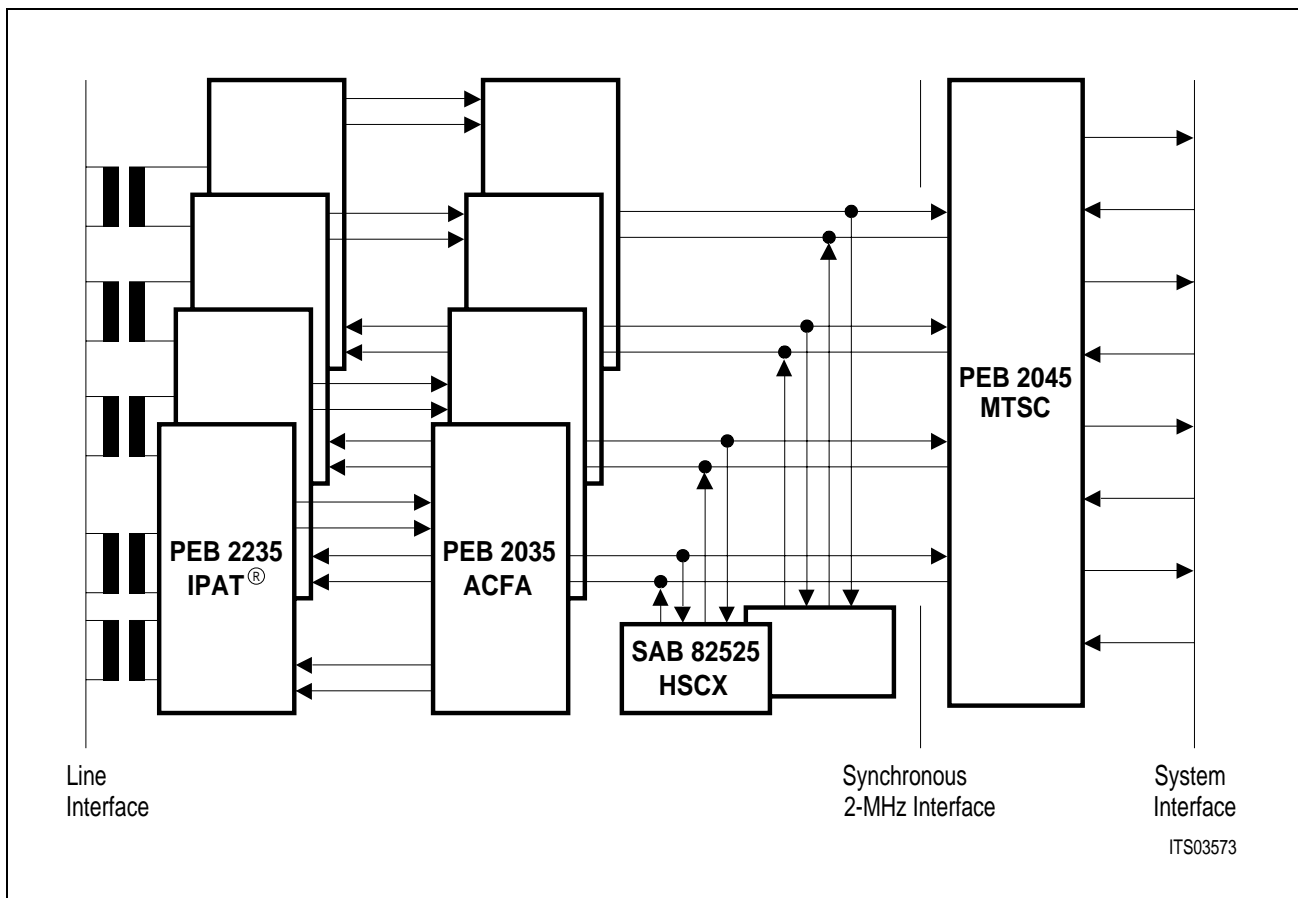 PEB 2045
MTSC
PEB 2235
IPAT®
PEB 2035
ACFA
SAB 82525
HSCX
Line
Interface
Synchronous
2-MHz Interface
System
Interface
ITS03573